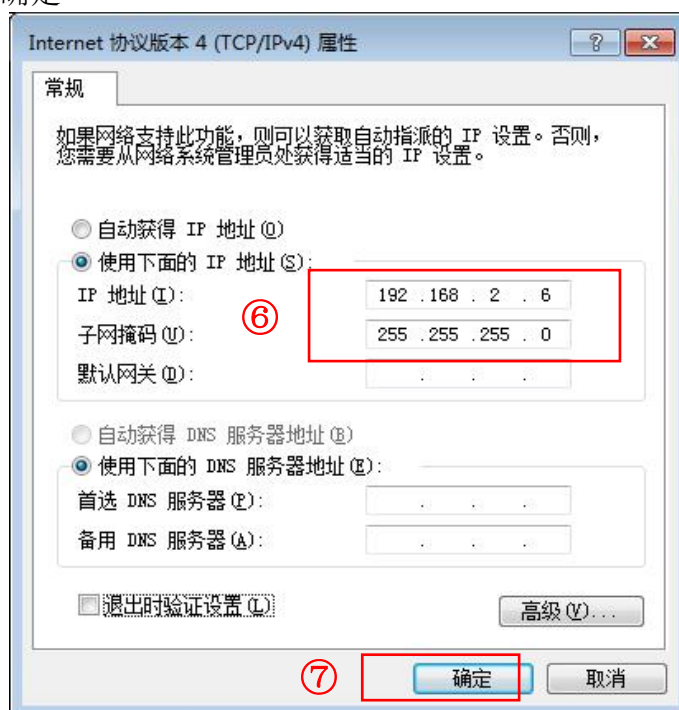 确定
Internet 协议版本 4 (TCP/IPv4) 属性
常规
如果网络支持此功能，则可以获取自动指派的 IP 设置。否则，
您需要从网络系统管理员处获得适当的 IP 设置。
自动获得 IP 地址(O)
使用下面的 IP 地址(S):
IP 地址(I): 192 .168 . 2 . 6
⑥
子网掩码(U): 255 .255 .255 . 0
默认网关(D): . . .
自动获得 DNS 服务器地址(B)
使用下面的 DNS 服务器地址(E):
首选 DNS 服务器(P): . . .
备用 DNS 服务器(A): . . .
退出时验证设置(L)
高级(V)...
⑦ 确定 取消